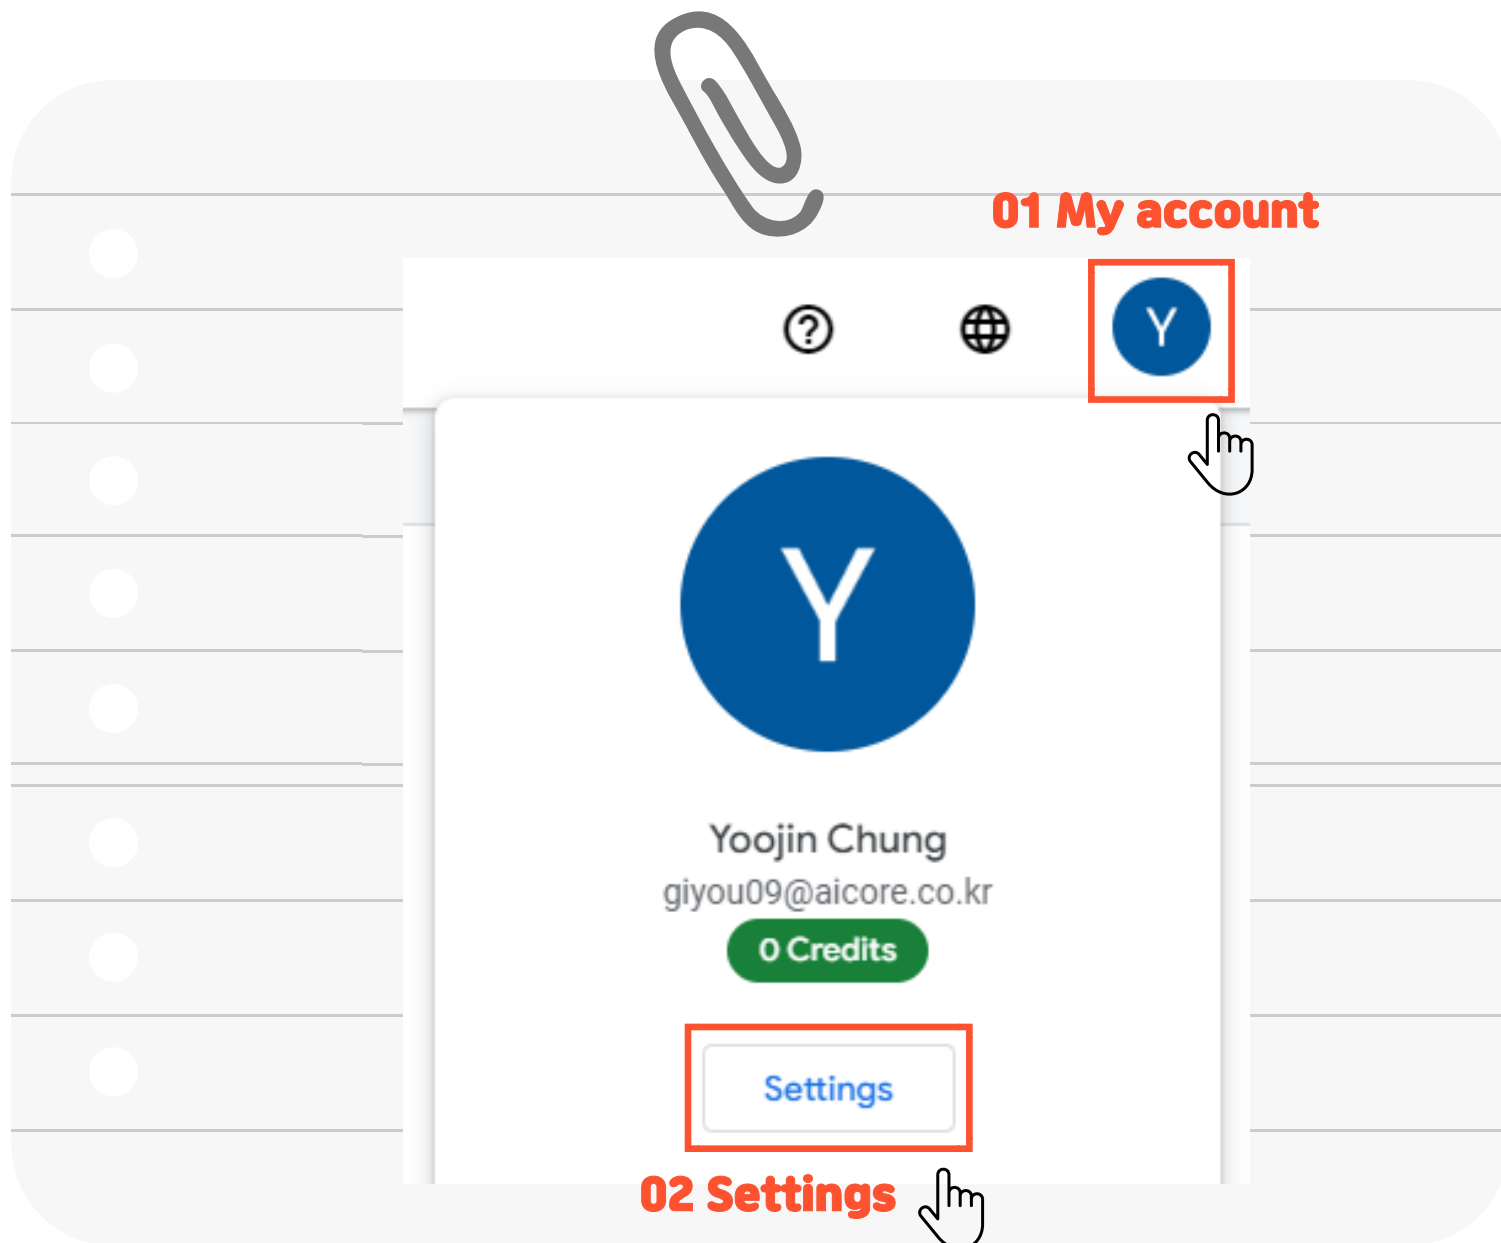 01 My account
Y
Y
Yoojin Chung
giyou09@aicore.co.kr
0 Credits
Settings
02 Settings